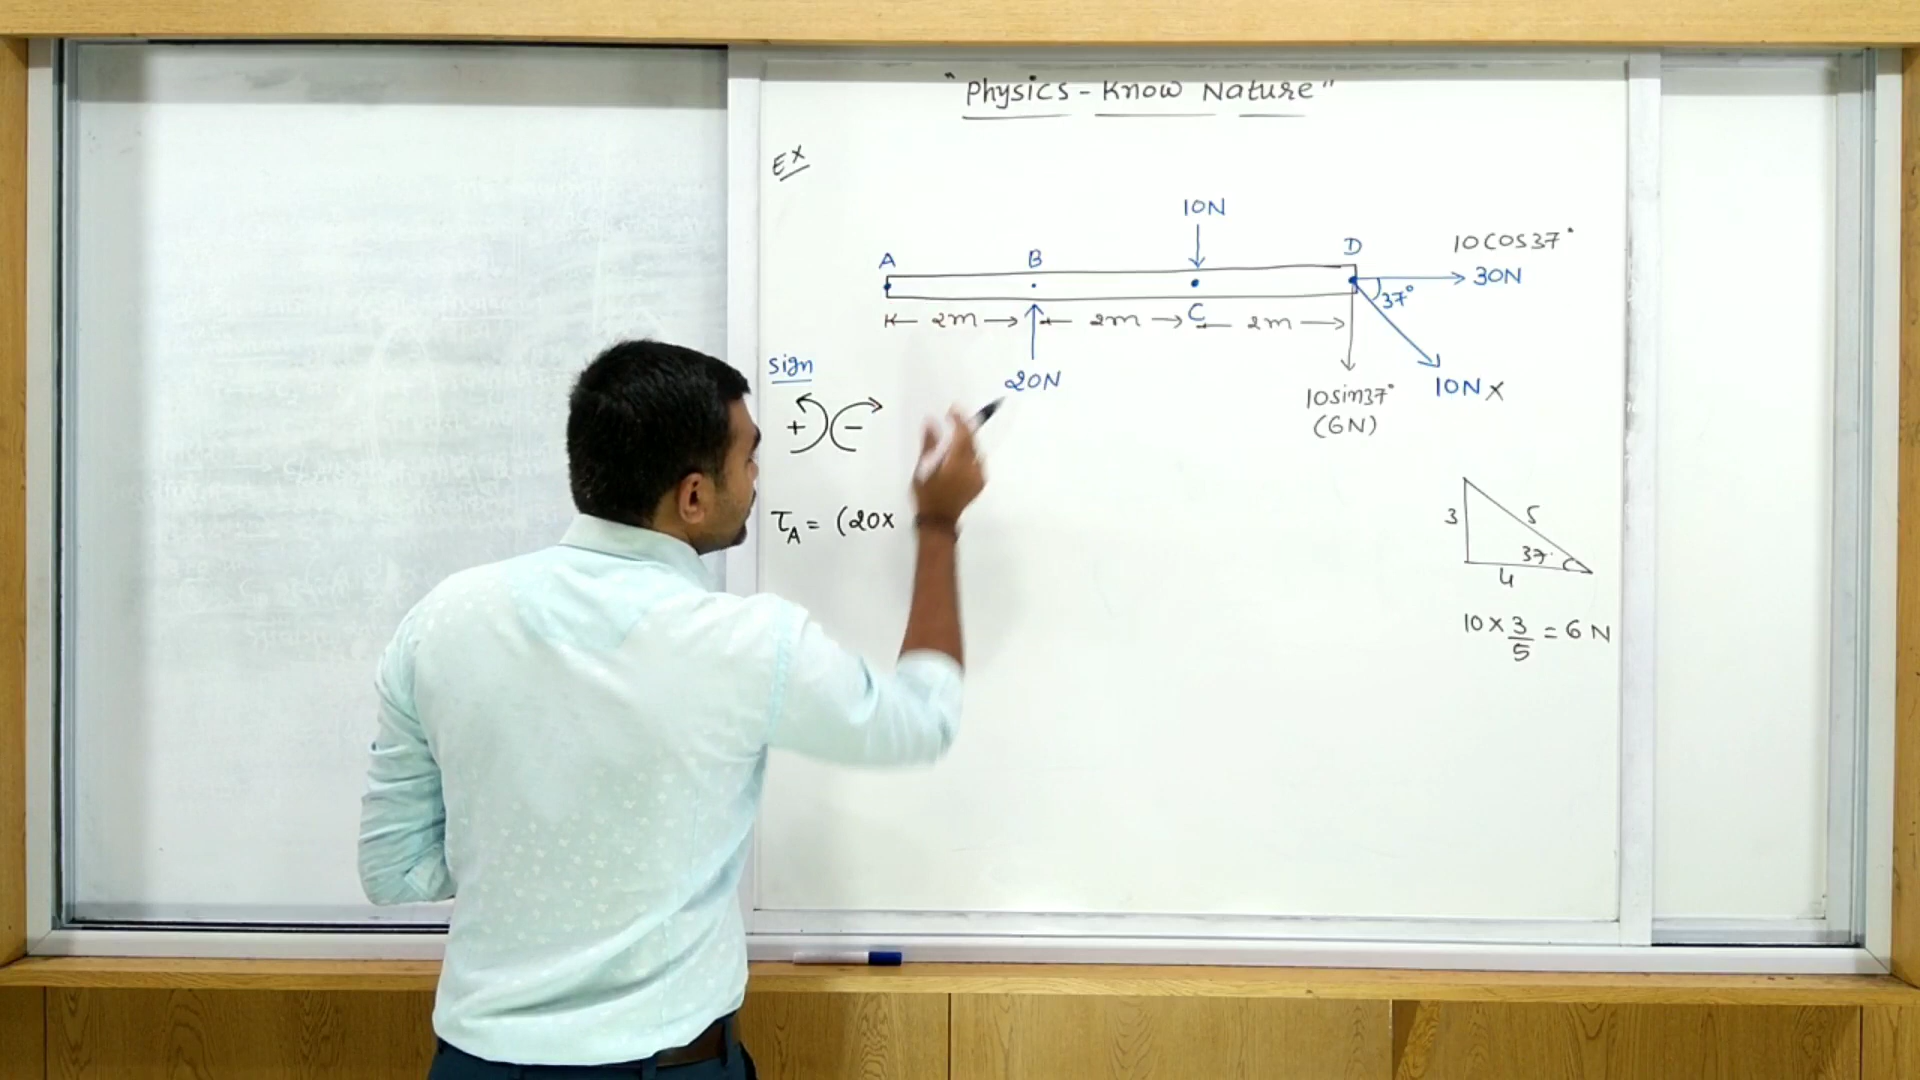 "Physics - Know Nature"
Ex
10N
A B D 10cos37°
30N
37°
2m 2m C 2m
sign 20N 10N x
10sin37°
(6N)
+ -
3 5
37°
4
τA = (20x
10 x 3/5 = 6 N